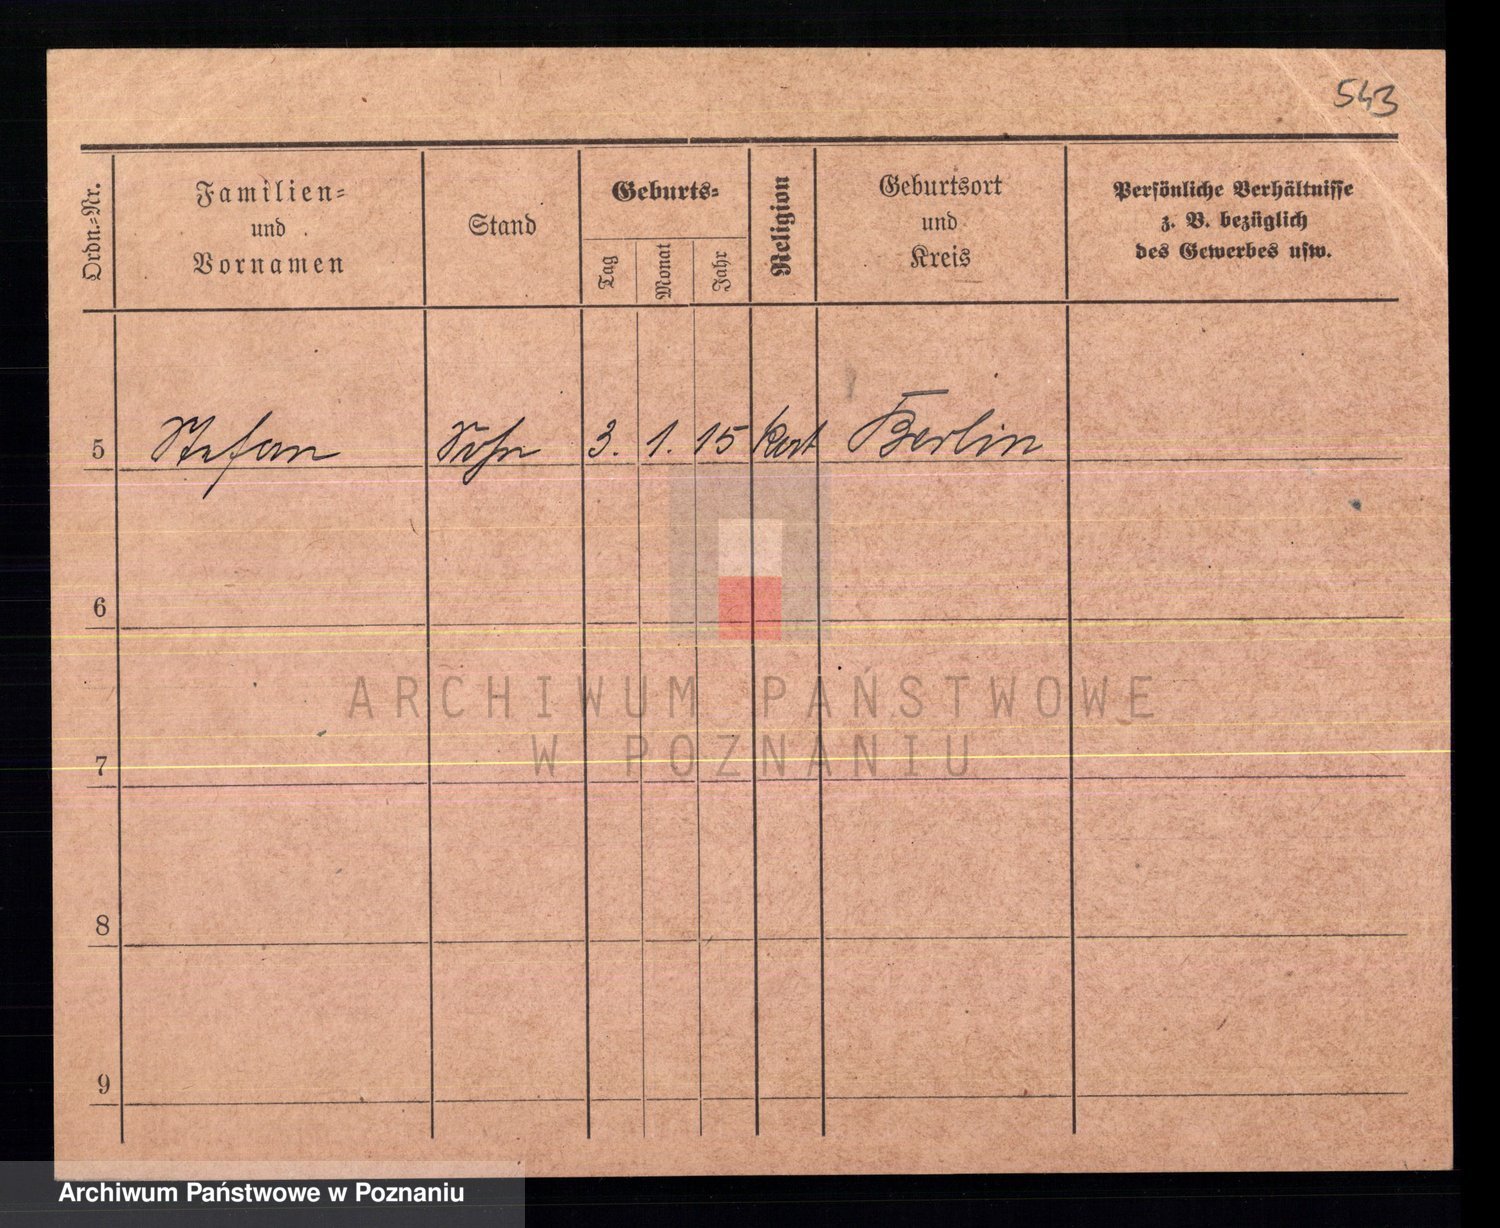 543
Ordn.-Nr.
Familien-
und
Vornamen
Stand
Geburts-
Tag
Monat
Jahr
Religion
Geburtsort
und
Kreis
Persönliche Verhältnisse
z. B. bezüglich
des Gewerbes usw.
5 Stefan Sohn 3. 1. 15 kath Berlin
6
7
8
9
ARCHIWUM PAŃSTWOWE
W POZNANIU
Archiwum Państwowe w Poznaniu